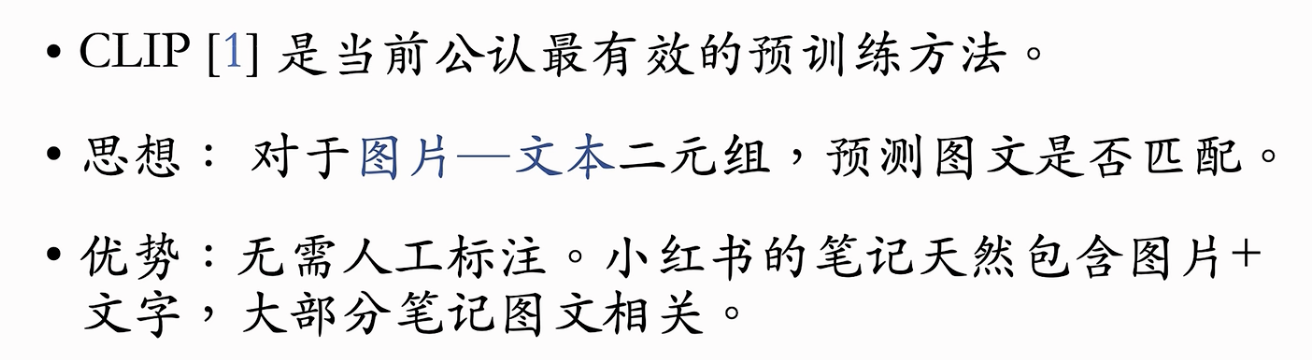 • CLIP [1] 是当前公认最有效的预训练方法。
• 思想： 对于图片—文本二元组，预测图文是否匹配。
• 优势：无需人工标注。小红书的笔记天然包含图片+
文字，大部分笔记图文相关。